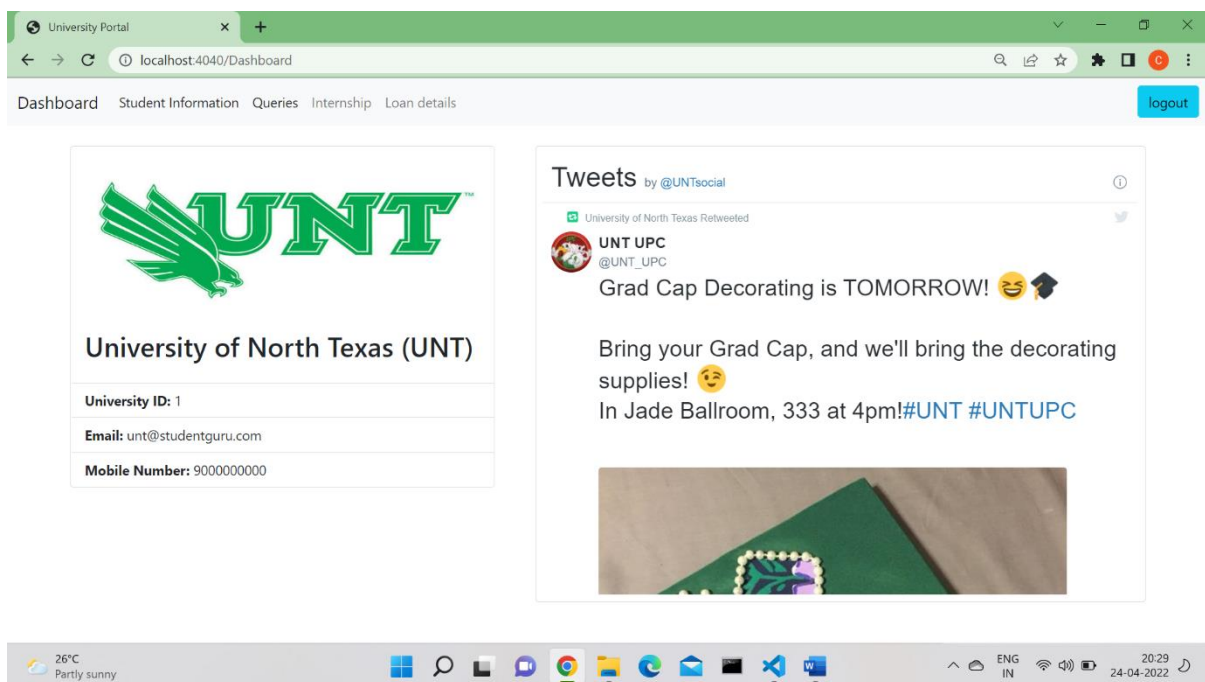 University Portal
localhost:4040/Dashboard
C
Dashboard Student Information Queries Internship Loan details logout
UNT™
University of North Texas (UNT)
University ID: 1
Email: unt@studentguru.com
Mobile Number: 9000000000
Tweets by @UNTsocial
University of North Texas Retweeted
UNT UPC
@UNT_UPC
Grad Cap Decorating is TOMORROW! 😆🎓
Bring your Grad Cap, and we'll bring the decorating
supplies! 😉
In Jade Ballroom, 333 at 4pm!#UNT #UNTUPC
26°C
Partly sunny
ENG
IN
20:29
24-04-2022